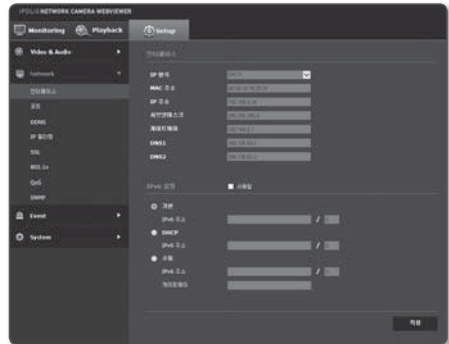 iPOLiS NETWORK CAMERA WEBVIEWER
Monitoring
Playback
Setup
Video & Audio
Network
인터페이스
포트
DDNS
IP 필터링
SSL
802.1x
QoS
SNMP
Event
System
인터페이스
IP 형식
MAC 주소
IP 주소
서브넷마스크
게이트웨이
DNS1
DNS2
IPv6 설정
사용함
기본
IPv6 주소
/
DHCP
IPv6 주소
/
수동
IPv6 주소
/
게이트웨이
적용